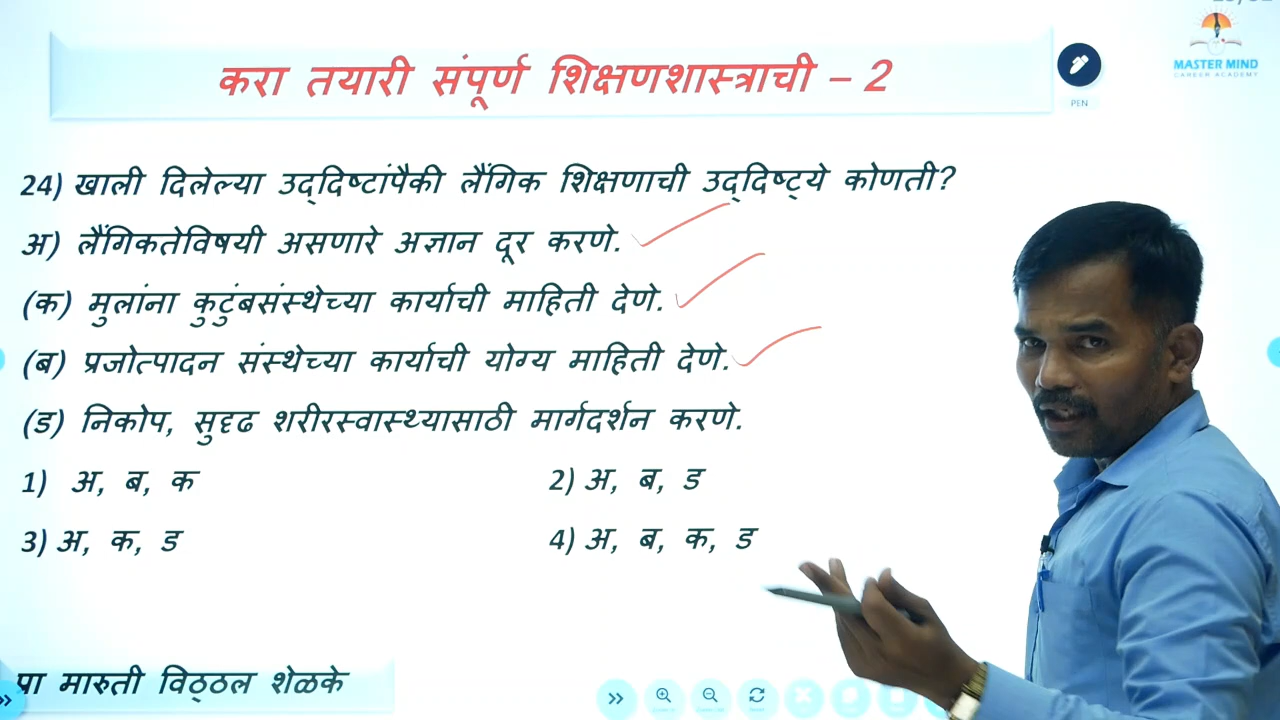 करा तयारी संपूर्ण शिक्षणशास्त्राची – 2
PEN
MASTER MIND
CAREER ACADEMY
24) खाली दिलेल्या उद्दिष्टांपैकी लैंगिक शिक्षणाची उद्दिष्ट्ये कोणती?
अ) लैंगिकतेविषयी असणारे अज्ञान दूर करणे.
(क) मुलांना कुटुंबसंस्थेच्या कार्याची माहिती देणे.
(ब) प्रजोत्पादन संस्थेच्या कार्याची योग्य माहिती देणे.
(ड) निकोप, सुदृढ शरीरस्वास्थ्यासाठी मार्गदर्शन करणे.
1) अ, ब, क 2) अ, ब, ड
3) अ, क, ड 4) अ, ब, क, ड
प्रा मारुती विठ्ठल शेळके